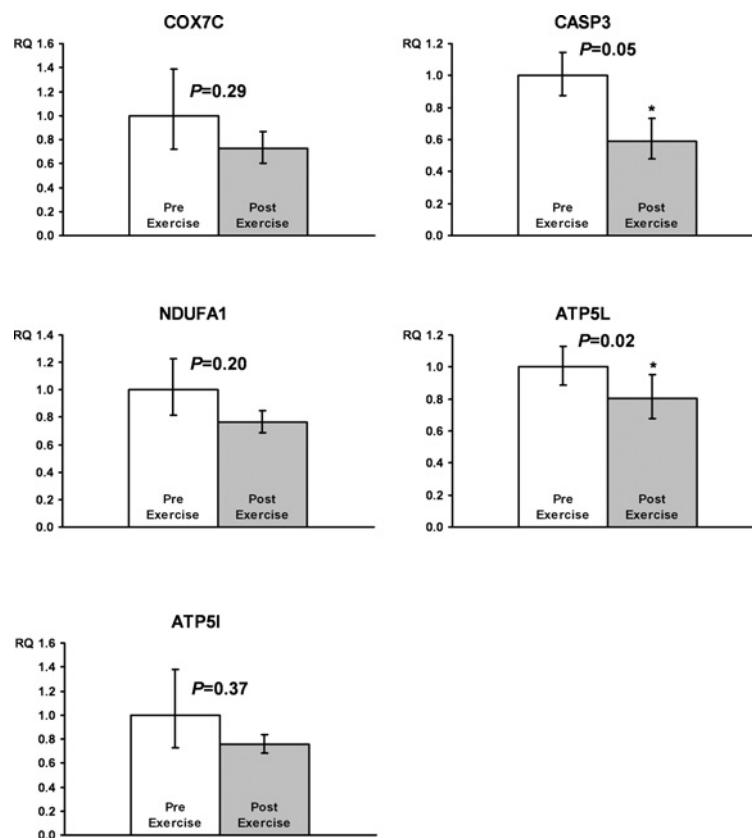 COX7C
RQ 1.6
1.4
1.2
1.0
0.8
0.6
0.4
0.2
0.0
P=0.29
Pre
Exercise
Post
Exercise
CASP3
RQ 1.2
1.0
0.8
0.6
0.4
0.2
0.0
P=0.05
*
Pre
Exercise
Post
Exercise
NDUFA1
RQ 1.4
1.2
1.0
0.8
0.6
0.4
0.2
0.0
P=0.20
Pre
Exercise
Post
Exercise
ATP5L
RQ 1.2
1.0
0.8
0.6
0.4
0.2
0.0
P=0.02
*
Pre
Exercise
Post
Exercise
ATP5I
RQ 1.6
1.4
1.2
1.0
0.8
0.6
0.4
0.2
0.0
P=0.37
Pre
Exercise
Post
Exercise